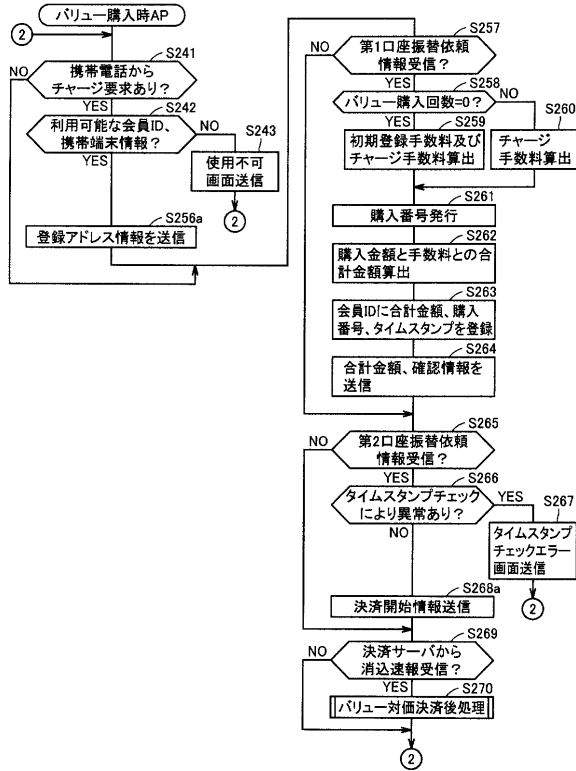 バリュー購入時AP
2
S241
携帯電話から
チャージ要求あり？
NO
YES
S242
利用可能な会員ID、
携帯端末情報？
NO
YES
S243
使用不可
画面送信
2
S256a
登録アドレス情報を送信
S257
第1口座振替依頼
情報受信？
NO
YES
S258
バリュー購入回数=0？
NO
YES
S259
初期登録手数料及び
チャージ手数料算出
S260
チャージ
手数料算出
S261
購入番号発行
S262
購入金額と手数料との合
計金額算出
S263
会員IDに合計金額、購入
番号、タイムスタンプを登録
S264
合計金額、確認情報を
送信
S265
第2口座振替依頼
情報受信？
NO
YES
S266
タイムスタンプチェック
により異常あり？
YES
NO
S267
タイムスタンプ
チェックエラー
画面送信
2
S268a
決済開始情報送信
S269
決済サーバから
消込速報受信？
NO
YES
S270
バリュー対価決済後処理
2